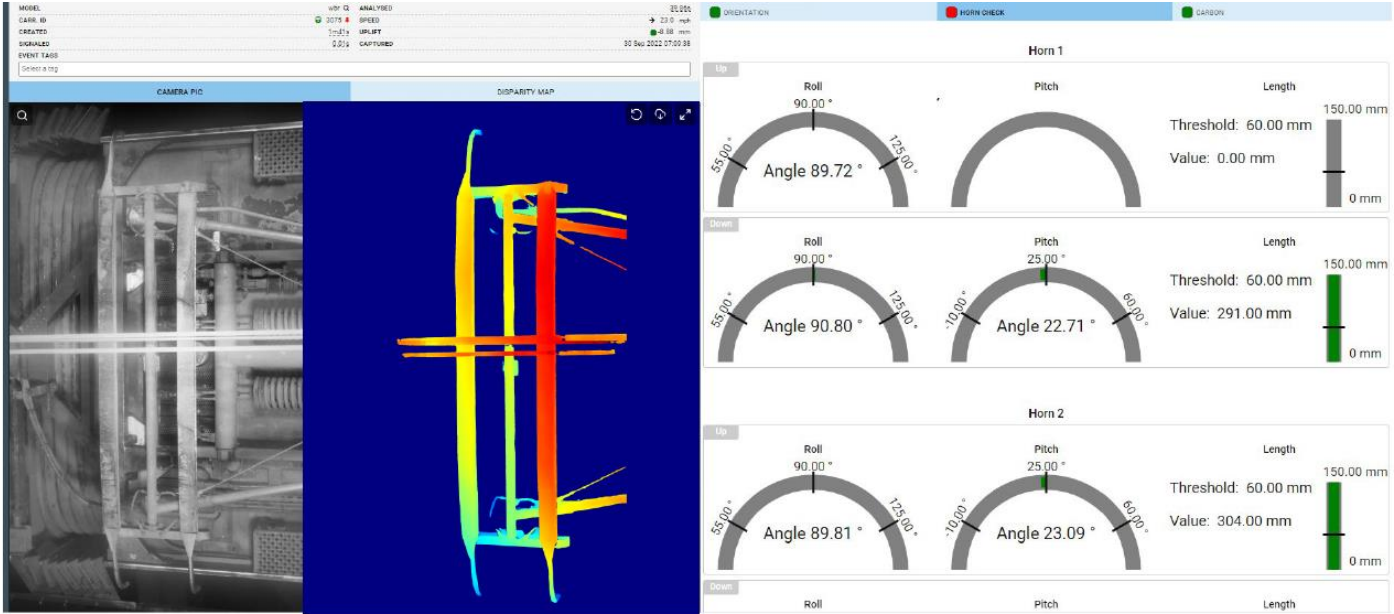 MODEL wbr ANALYSED
CARR. ID 3075 SPEED 23.0 mph
CREATED 1m41s UPLIFT -8.88 mm
SIGNALED 0.01s CAPTURED 30 Sep 2022 07:09:38
EVENT TAGS
Select a tag
CAMERA PIC DISPARITY MAP
ORIENTATION HORN CHECK CARBON
Horn 1
Up
Roll Pitch Length
90.00 ° 150.00 mm
55.00 ° 125.00 °
Threshold: 60.00 mm
Angle 89.72 ° Value: 0.00 mm
0 mm
Down
Roll Pitch Length
90.00 ° 25.00 ° 150.00 mm
55.00 ° 125.00 ° -10.00 ° 60.00 °
Threshold: 60.00 mm
Angle 90.80 ° Angle 22.71 ° Value: 291.00 mm
0 mm
Horn 2
Up
Roll Pitch Length
90.00 ° 25.00 ° 150.00 mm
55.00 ° 125.00 ° -10.00 ° 60.00 °
Threshold: 60.00 mm
Angle 89.81 ° Angle 23.09 ° Value: 304.00 mm
0 mm
Down
Roll Pitch Length